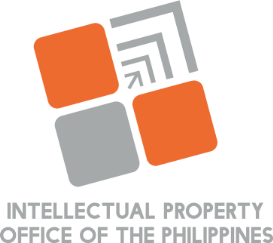 INTELLECTUAL PROPERTY
OFFICE OF THE PHILIPPINES